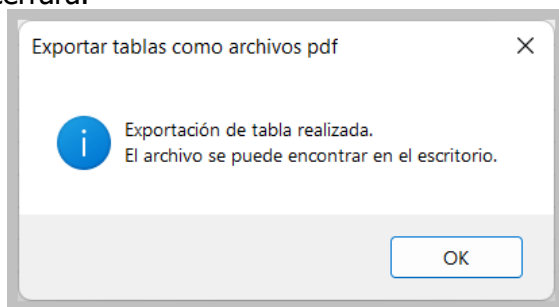 Exportar tablas como archivos pdf
Exportación de tabla realizada.
El archivo se puede encontrar en el escritorio.
OK